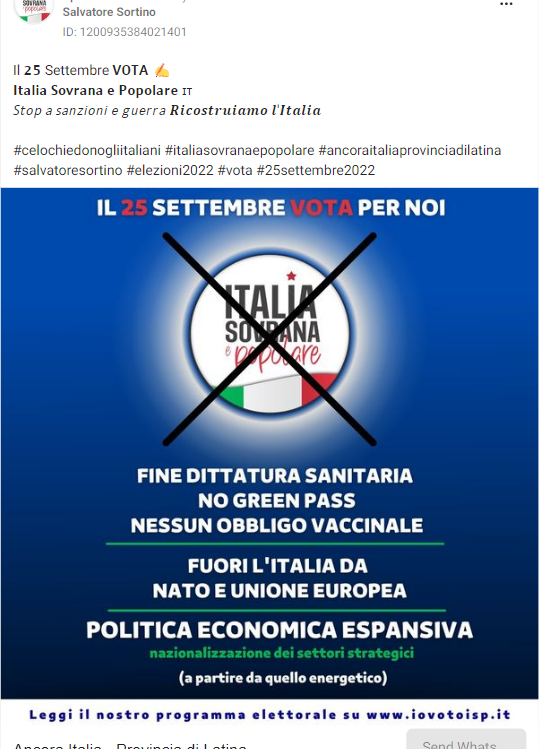 SOVRANA
e popolare
Salvatore Sortino
ID: 1200935384021401
Il 25 Settembre VOTA ✍️
Italia Sovrana e Popolare IT
Stop a sanzioni e guerra Ricostruiamo l'Italia
#celochiedonogliitaliani #italiasovranaepopolare #ancoraitaliaprovinciadilatina
#salvatoresortino #elezioni2022 #vota #25settembre2022
IL 25 SETTEMBRE VOTA PER NOI
ITALIA
SOVRANA
e popolare
FINE DITTATURA SANITARIA
NO GREEN PASS
NESSUN OBBLIGO VACCINALE
FUORI L'ITALIA DA
NATO E UNIONE EUROPEA
POLITICA ECONOMICA ESPANSIVA
nazionalizzazione dei settori strategici
(a partire da quello energetico)
Leggi il nostro programma elettorale su www.iovotoisp.it
Ancora Italia - Provincia di Latina
Send Whats